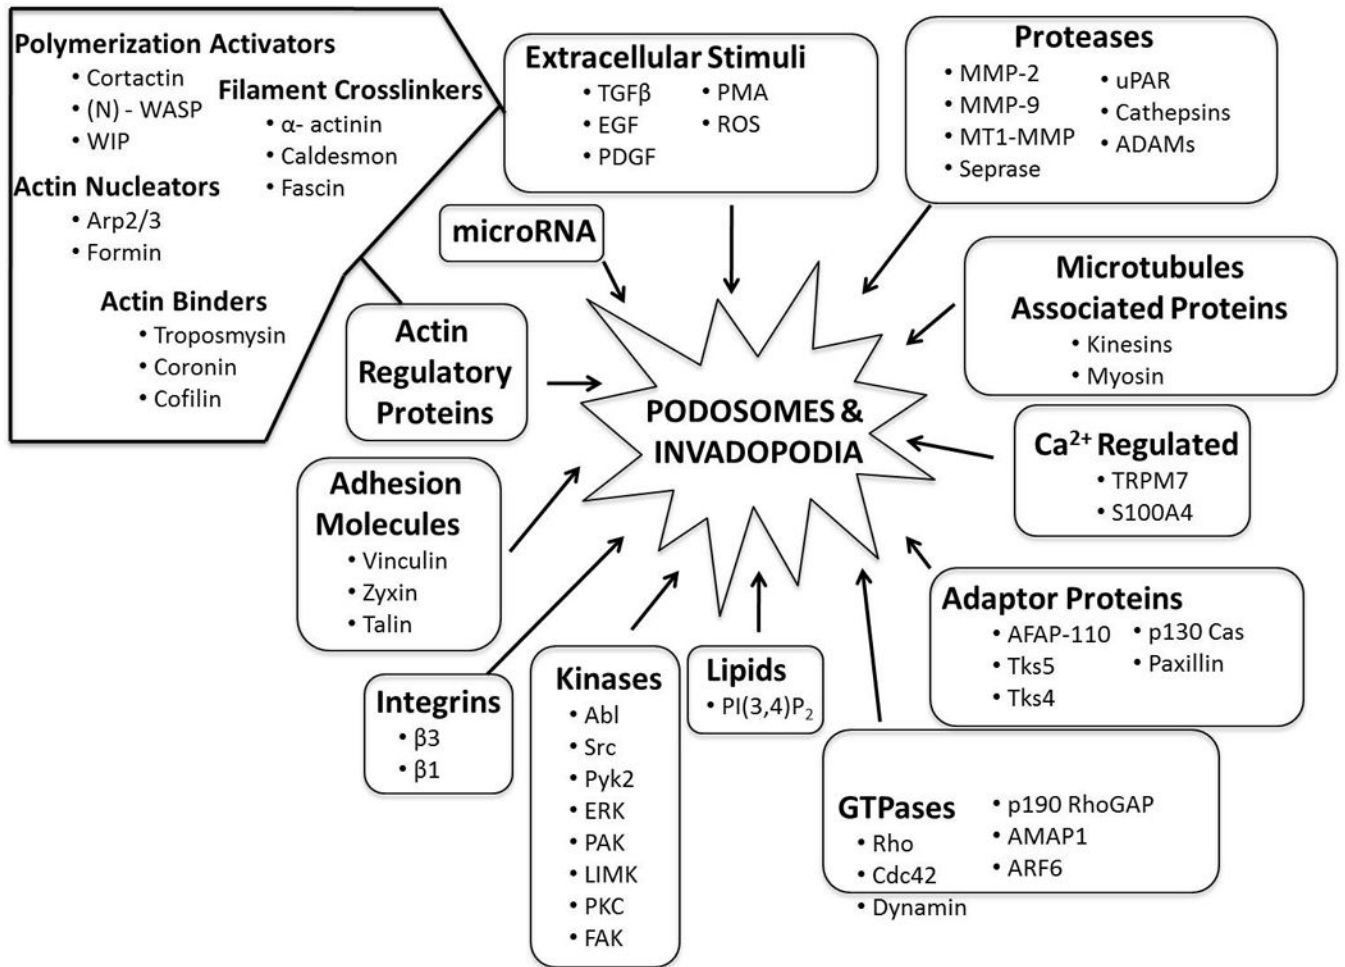 Polymerization Activators
• Cortactin
• (N) - WASP
• WIP
Filament Crosslinkers
• α- actinin
• Caldesmon
• Fascin
Actin Nucleators
• Arp2/3
• Formin
Actin Binders
• Troposmysin
• Coronin
• Cofilin
Extracellular Stimuli
• TGFβ
• EGF
• PDGF
• PMA
• ROS
Proteases
• MMP-2
• MMP-9
• MT1-MMP
• Seprase
• uPAR
• Cathepsins
• ADAMs
microRNA
Actin
Regulatory
Proteins
PODOSOMES &
INVADOPODIA
Microtubules
Associated Proteins
• Kinesins
• Myosin
Ca²⁺ Regulated
• TRPM7
• S100A4
Adhesion
Molecules
• Vinculin
• Zyxin
• Talin
Adaptor Proteins
• AFAP-110
• Tks5
• Tks4
• p130 Cas
• Paxillin
Integrins
• β3
• β1
Kinases
• Abl
• Src
• Pyk2
• ERK
• PAK
• LIMK
• PKC
• FAK
Lipids
• PI(3,4)P₂
GTPases
• Rho
• Cdc42
• Dynamin
• p190 RhoGAP
• AMAP1
• ARF6